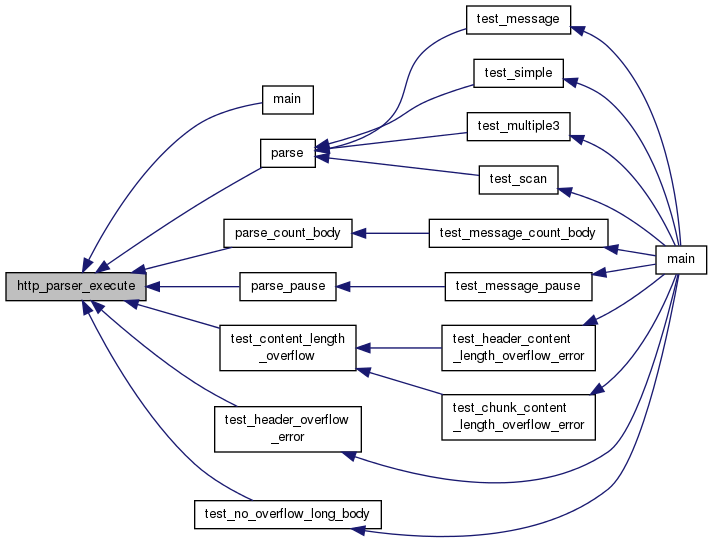 test_message
test_simple
main
test_multiple3
parse
test_scan
parse_count_body
test_message_count_body
main
http_parser_execute
parse_pause
test_message_pause
test_content_length
_overflow
test_header_content
_length_overflow_error
test_chunk_content
_length_overflow_error
test_header_overflow
_error
test_no_overflow_long_body